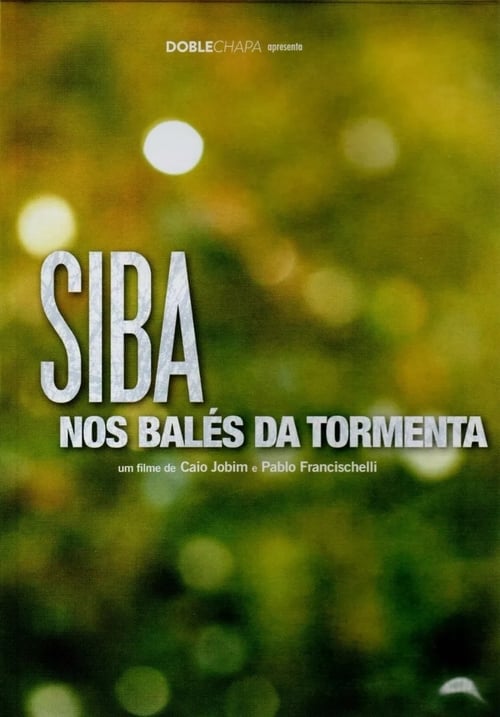 DOBLECHAPA apresenta
SIBA
NOS BALÉS DA TORMENTA
um filme de Caio Jobim e Pablo Francischelli